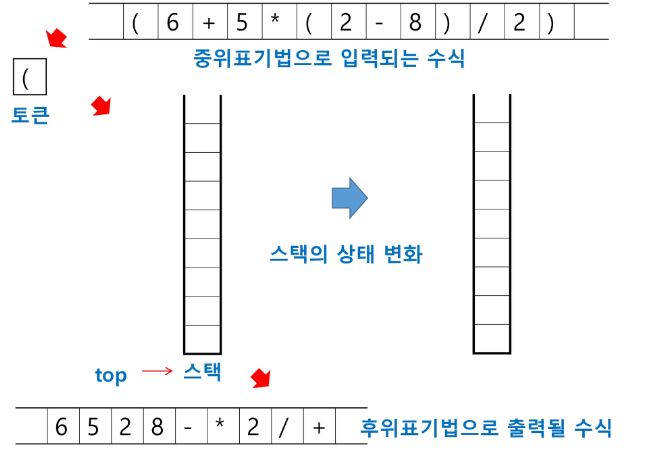 ( 6 + 5 * ( 2 - 8 ) / 2 )
중위표기법으로 입력되는 수식
(
토큰
스택의 상태 변화
top 스택
6 5 2 8 - * 2 / +
후위표기법으로 출력될 수식